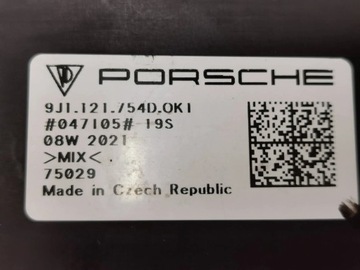 PORSCHE
9J1.121.754D.OK1
#047105# 19S
08W 2021
>MIX<
75029
Made in Czech Republic